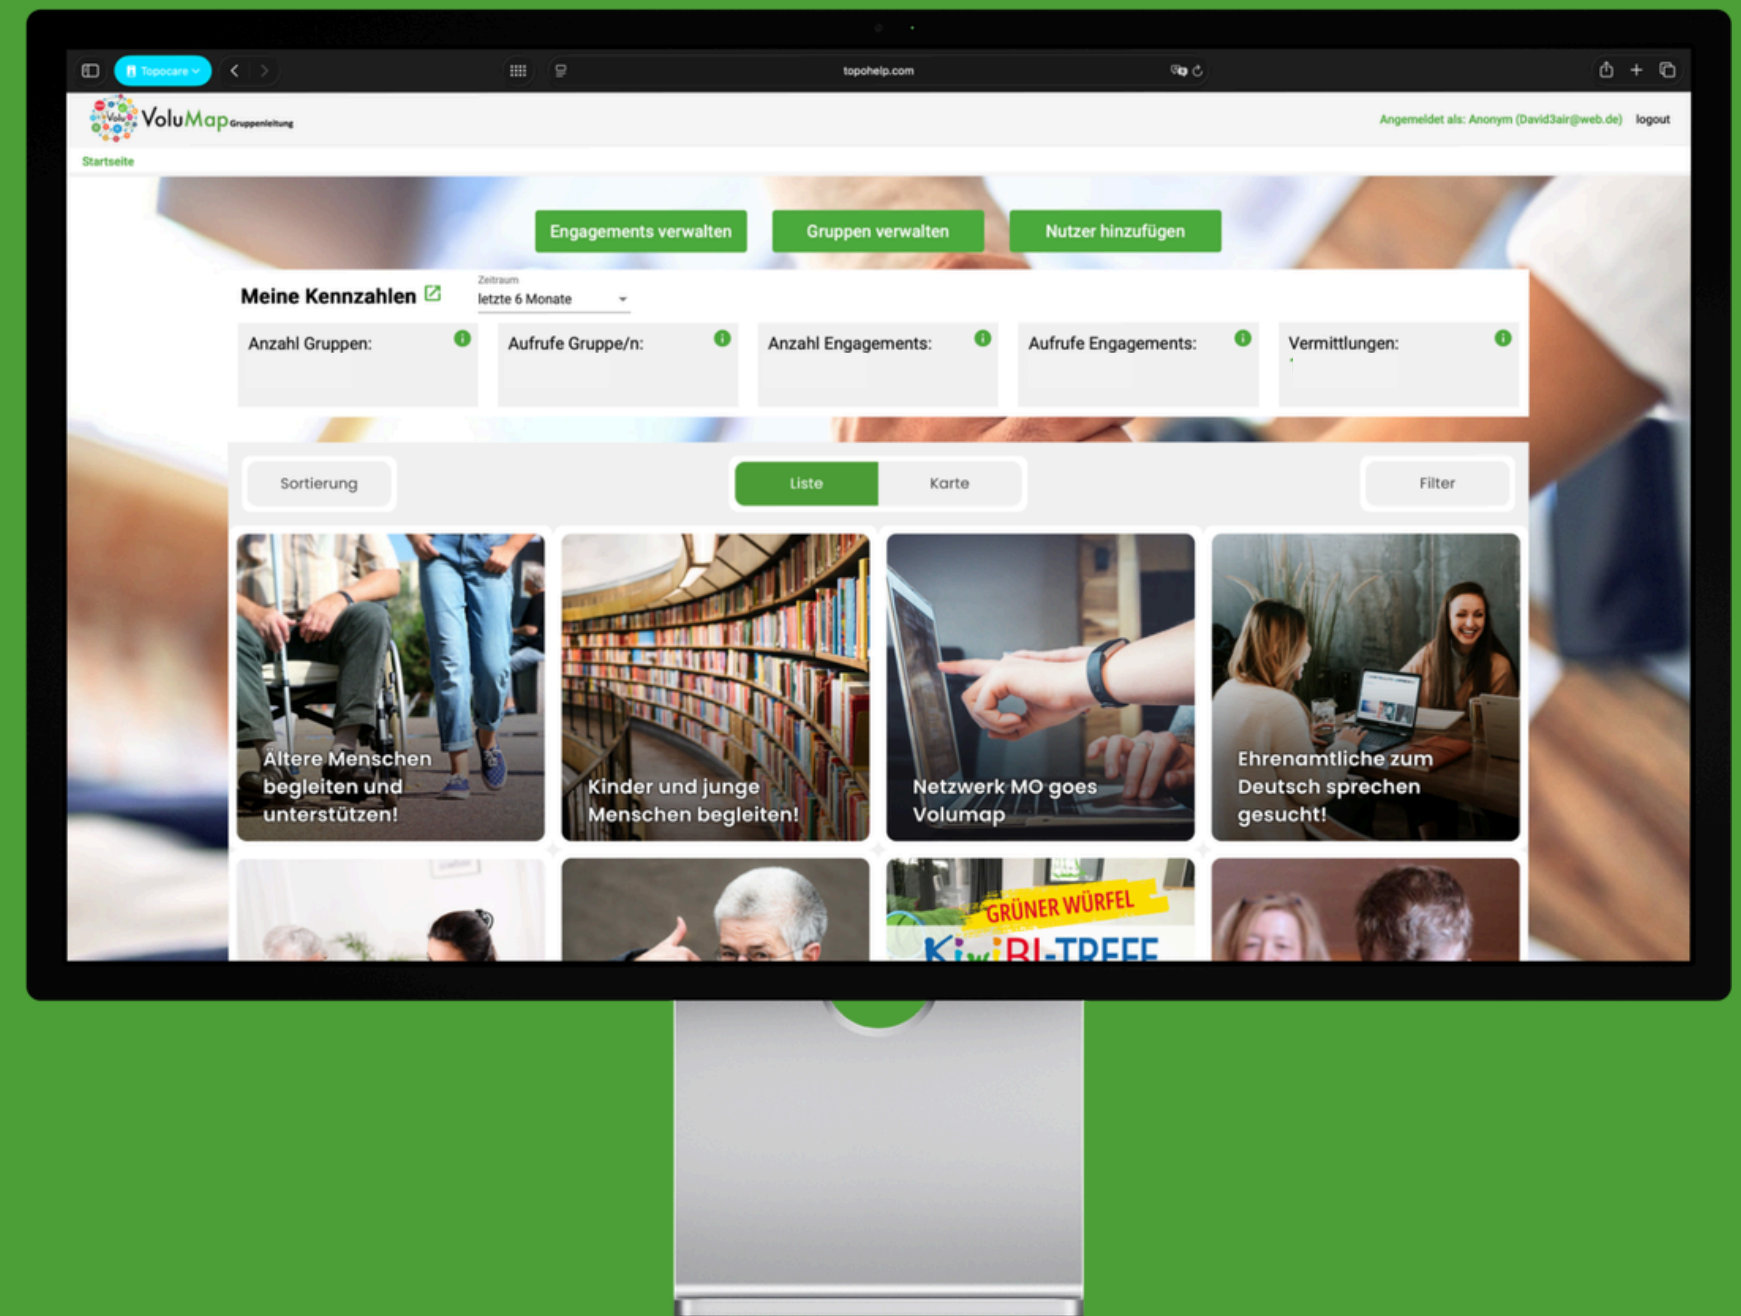 Topocare
topohelp.com
Volu
VoluMap Gruppenleitung
Angemeldet als: Anonym (David3air@web.de) logout
Startseite
Engagements verwalten
Gruppen verwalten
Nutzer hinzufügen
Meine Kennzahlen
Zeitraum
letzte 6 Monate
Anzahl Gruppen:
Aufrufe Gruppe/n:
Anzahl Engagements:
Aufrufe Engagements:
Vermittlungen:
Sortierung
Liste
Karte
Filter
Ältere Menschen
begleiten und
unterstützen!
Kinder und junge
Menschen begleiten!
Netzwerk MO goes
Volumap
Ehrenamtliche zum
Deutsch sprechen
gesucht!
GRÜNER WÜRFEL
KiwiBI-TREFF